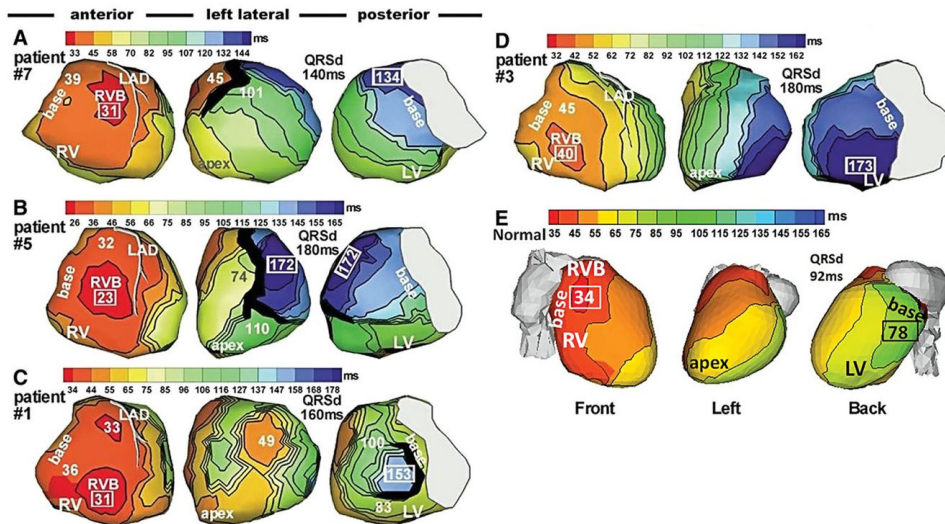 anterior left lateral posterior
A
patient
#7
ms
33 45 58 70 82 95 107 120 132 144
QRSd
140ms
39
LAD
RVB
31
base
RV
45
101
apex
134
base
LV
B
patient
#5
ms
26 36 46 56 66 75 85 95 105 115 125 135 145 155 165
QRSd
180ms
32
LAD
base
RVB
23
RV
74
172
110
apex
172
base
LV
C
patient
#1
ms
34 44 55 65 75 85 96 106 116 126 137 147 158 168 178
QRSd
160ms
33
LAD
base
36
RVB
31
RV
49
apex
100
base
153
83
LV
D
patient
#3
ms
32 42 52 62 72 82 92 102 112 122 132 142 152 162
QRSd
180ms
LAD
45
base
RVB
40
RV
apex
base
173
LV
E
Normal
ms
35 45 55 65 75 85 95 105 115 125 135 145 155 165
QRSd
92ms
RVB
34
base
RV
apex
base
78
LV
Front Left Back